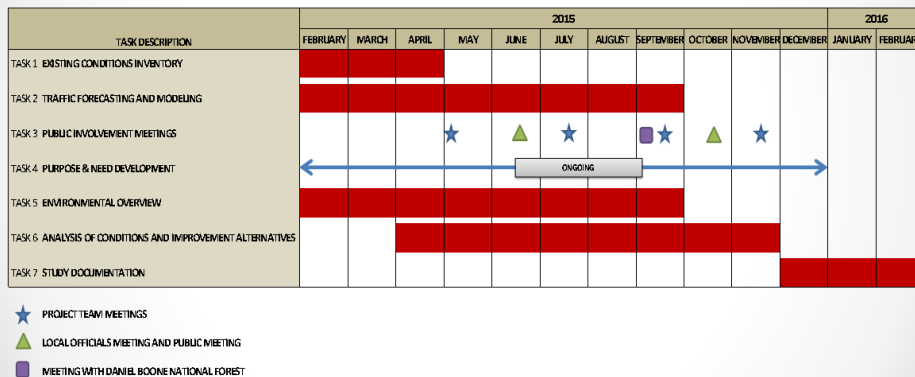 2015 2016
TASK DESCRIPTION FEBRUARY MARCH APRIL MAY JUNE JULY AUGUST SEPTEMBER OCTOBER NOVEMBER DECEMBER JANUARY FEBRUAR
TASK 1 EXISTING CONDITIONS INVENTORY
TASK 2 TRAFFIC FORECASTING AND MODELING
TASK 3 PUBLIC INVOLVEMENT MEETINGS
TASK 4 PURPOSE & NEED DEVELOPMENT ONGOING
TASK 5 ENVIRONMENTAL OVERVIEW
TASK 6 ANALYSIS OF CONDITIONS AND IMPROVEMENT ALTERNATIVES
TASK 7 STUDY DOCUMENTATION
PROJECT TEAM MEETINGS
LOCAL OFFICIALS MEETING AND PUBLIC MEETING
MEETING WITH DANIEL BOONE NATIONAL FOREST